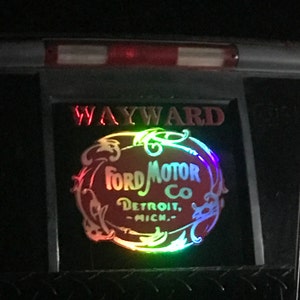 WAYWARD
FORD MOTOR
CO
DETROIT,
-MICH.-